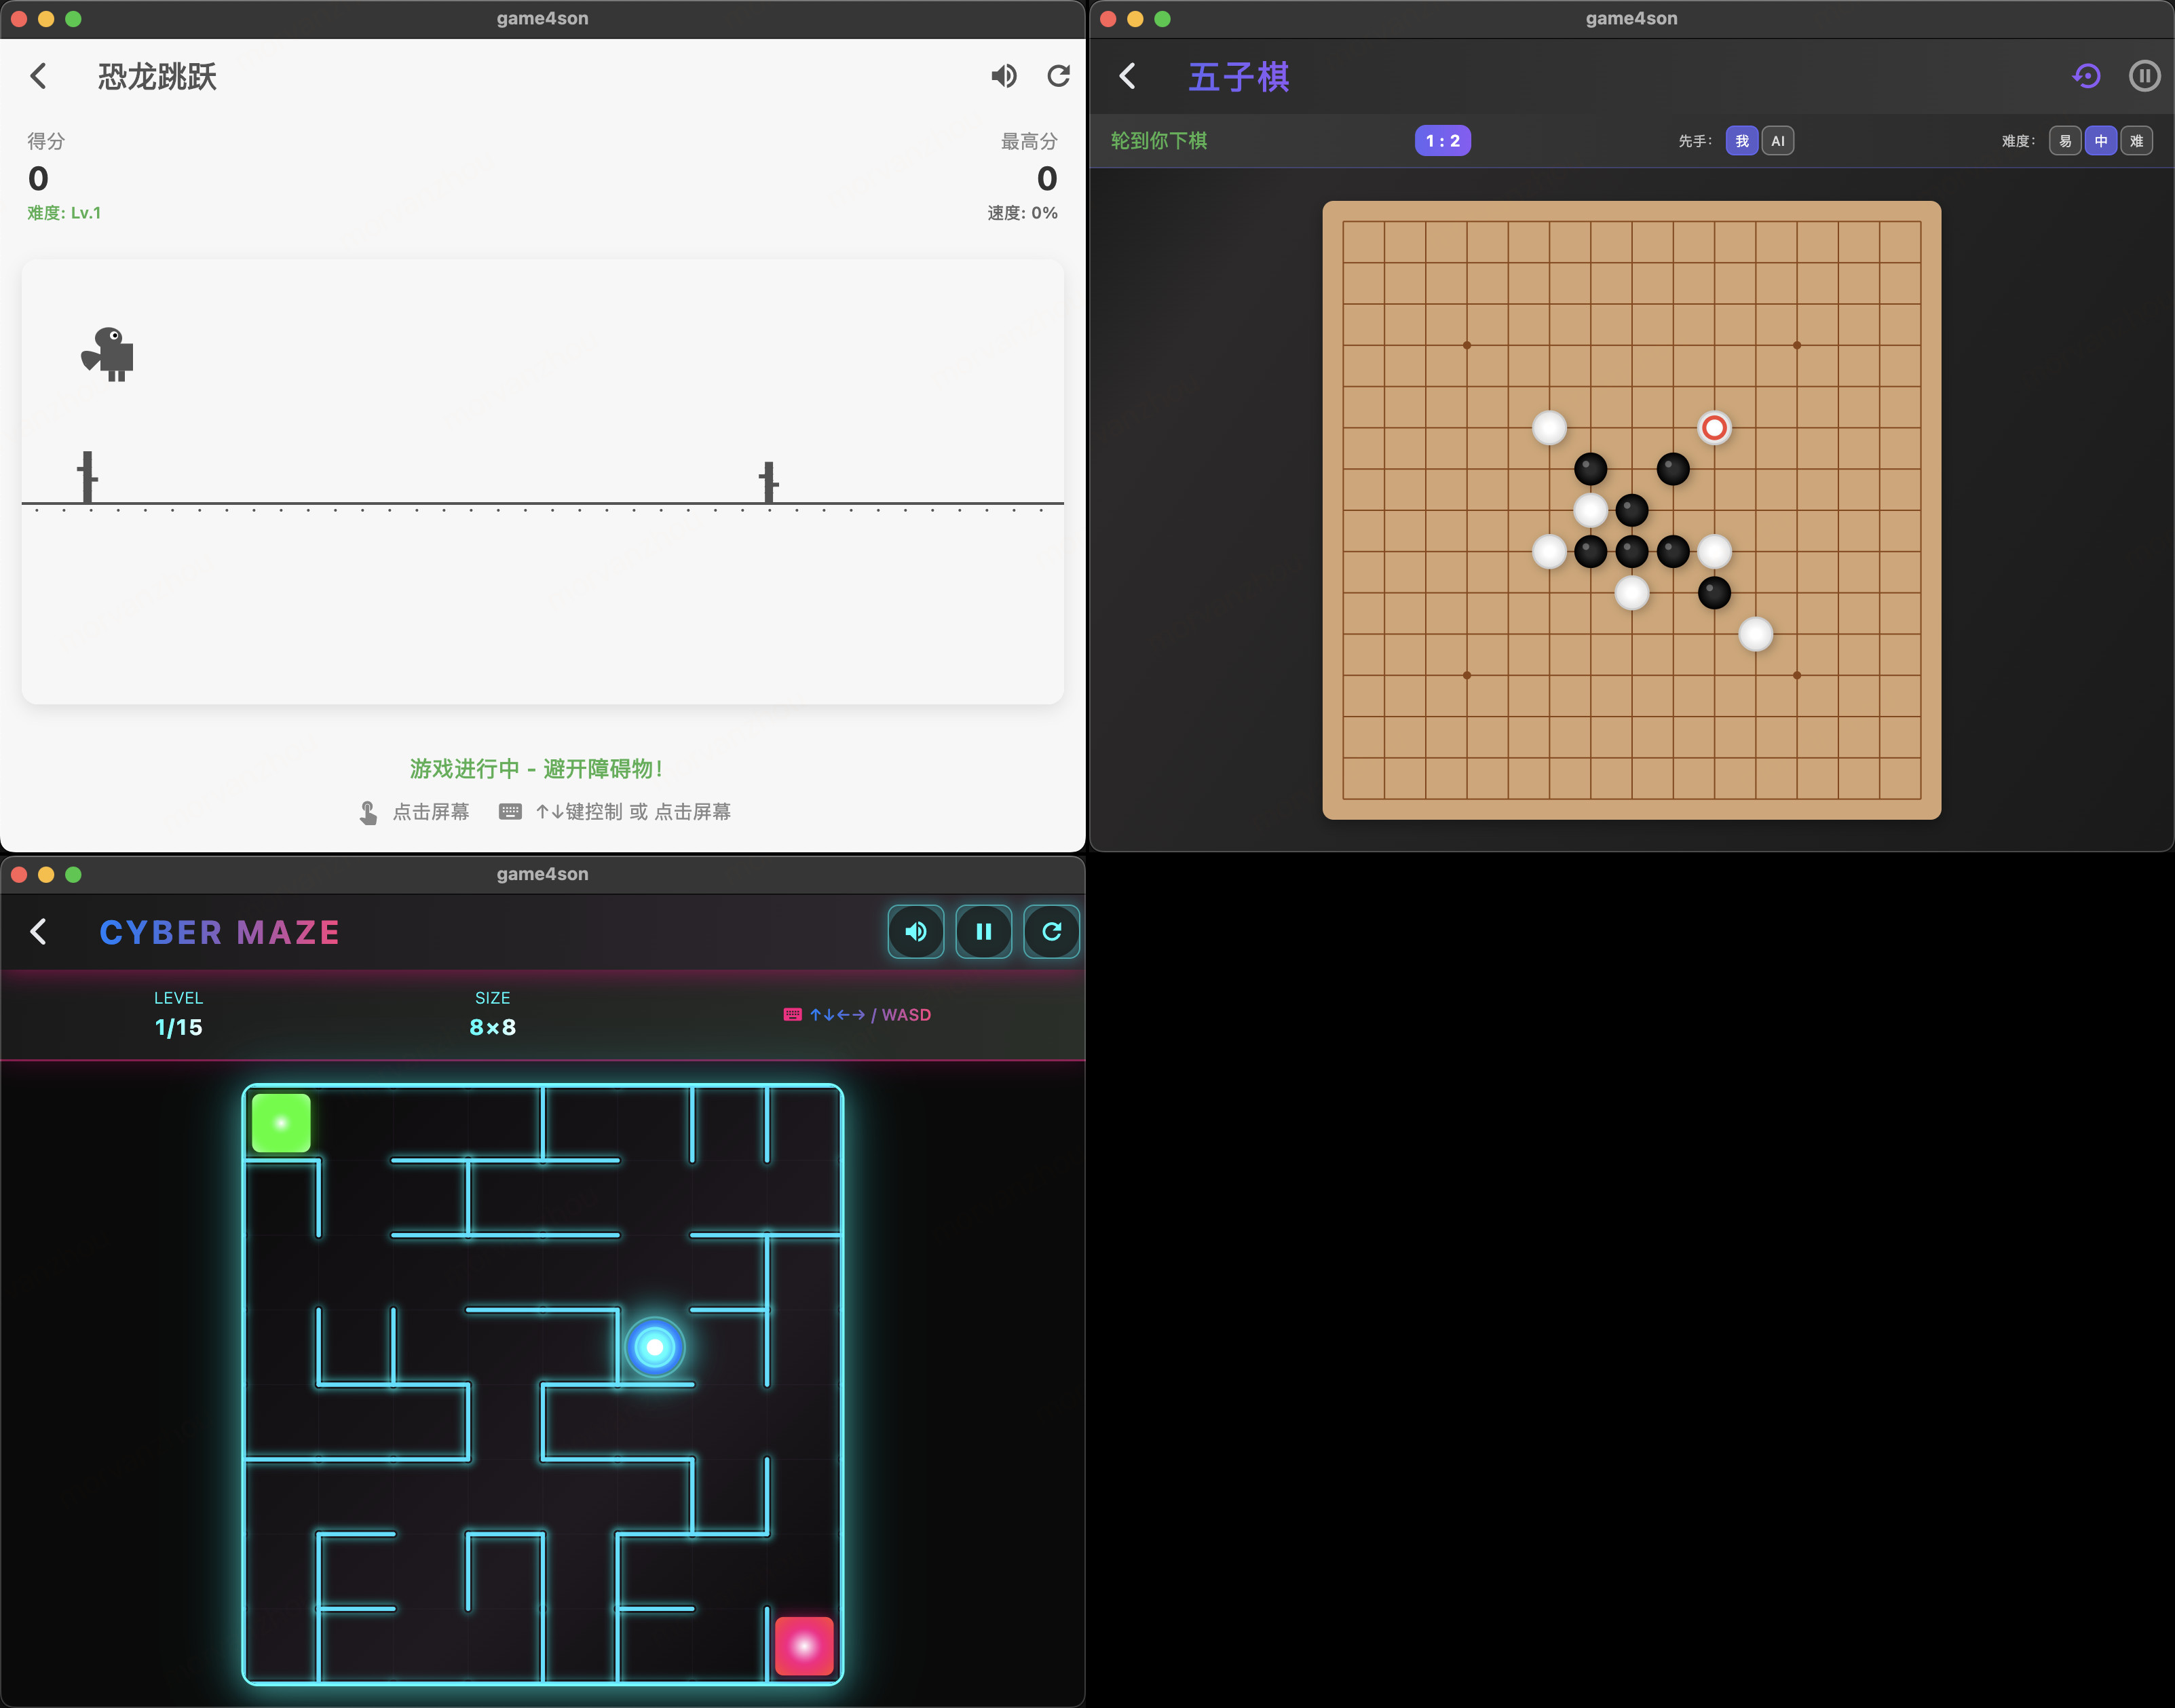 game4son
恐龙跳跃
得分
最高分
0
0
难度: Lv.1
速度: 0%
游戏进行中 - 避开障碍物!
点击屏幕
↑↓键控制 或 点击屏幕
game4son
五子棋
轮到你下棋
1 : 2
先手:
我
AI
难度:
易
中
难
game4son
CYBER MAZE
LEVEL
SIZE
1/15
8×8
↑↓←→ / WASD